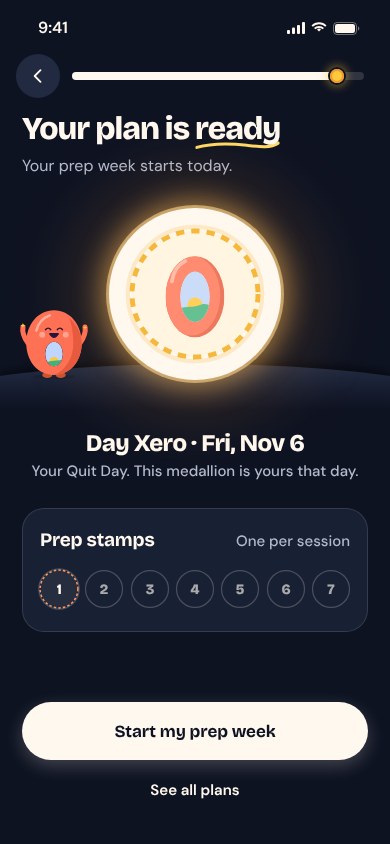 9:41
Your plan is ready
Your prep week starts today.
Day Xero · Fri, Nov 6
Your Quit Day. This medallion is yours that day.
Prep stamps
One per session
1 2 3 4 5 6 7
Start my prep week
See all plans